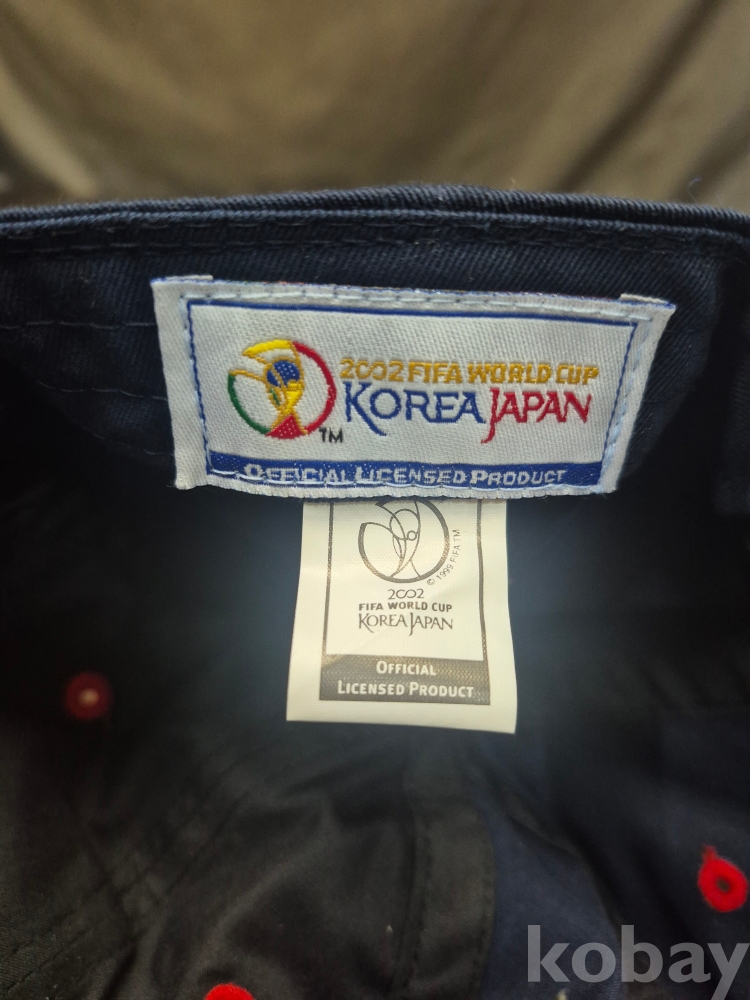 2002 FIFA WORLD CUP
KOREA JAPAN
TM
OFFICIAL LICENSED PRODUCT
© 1999 FIFA TM
2002
FIFA WORLD CUP
KOREA JAPAN
OFFICIAL
LICENSED PRODUCT
kobay